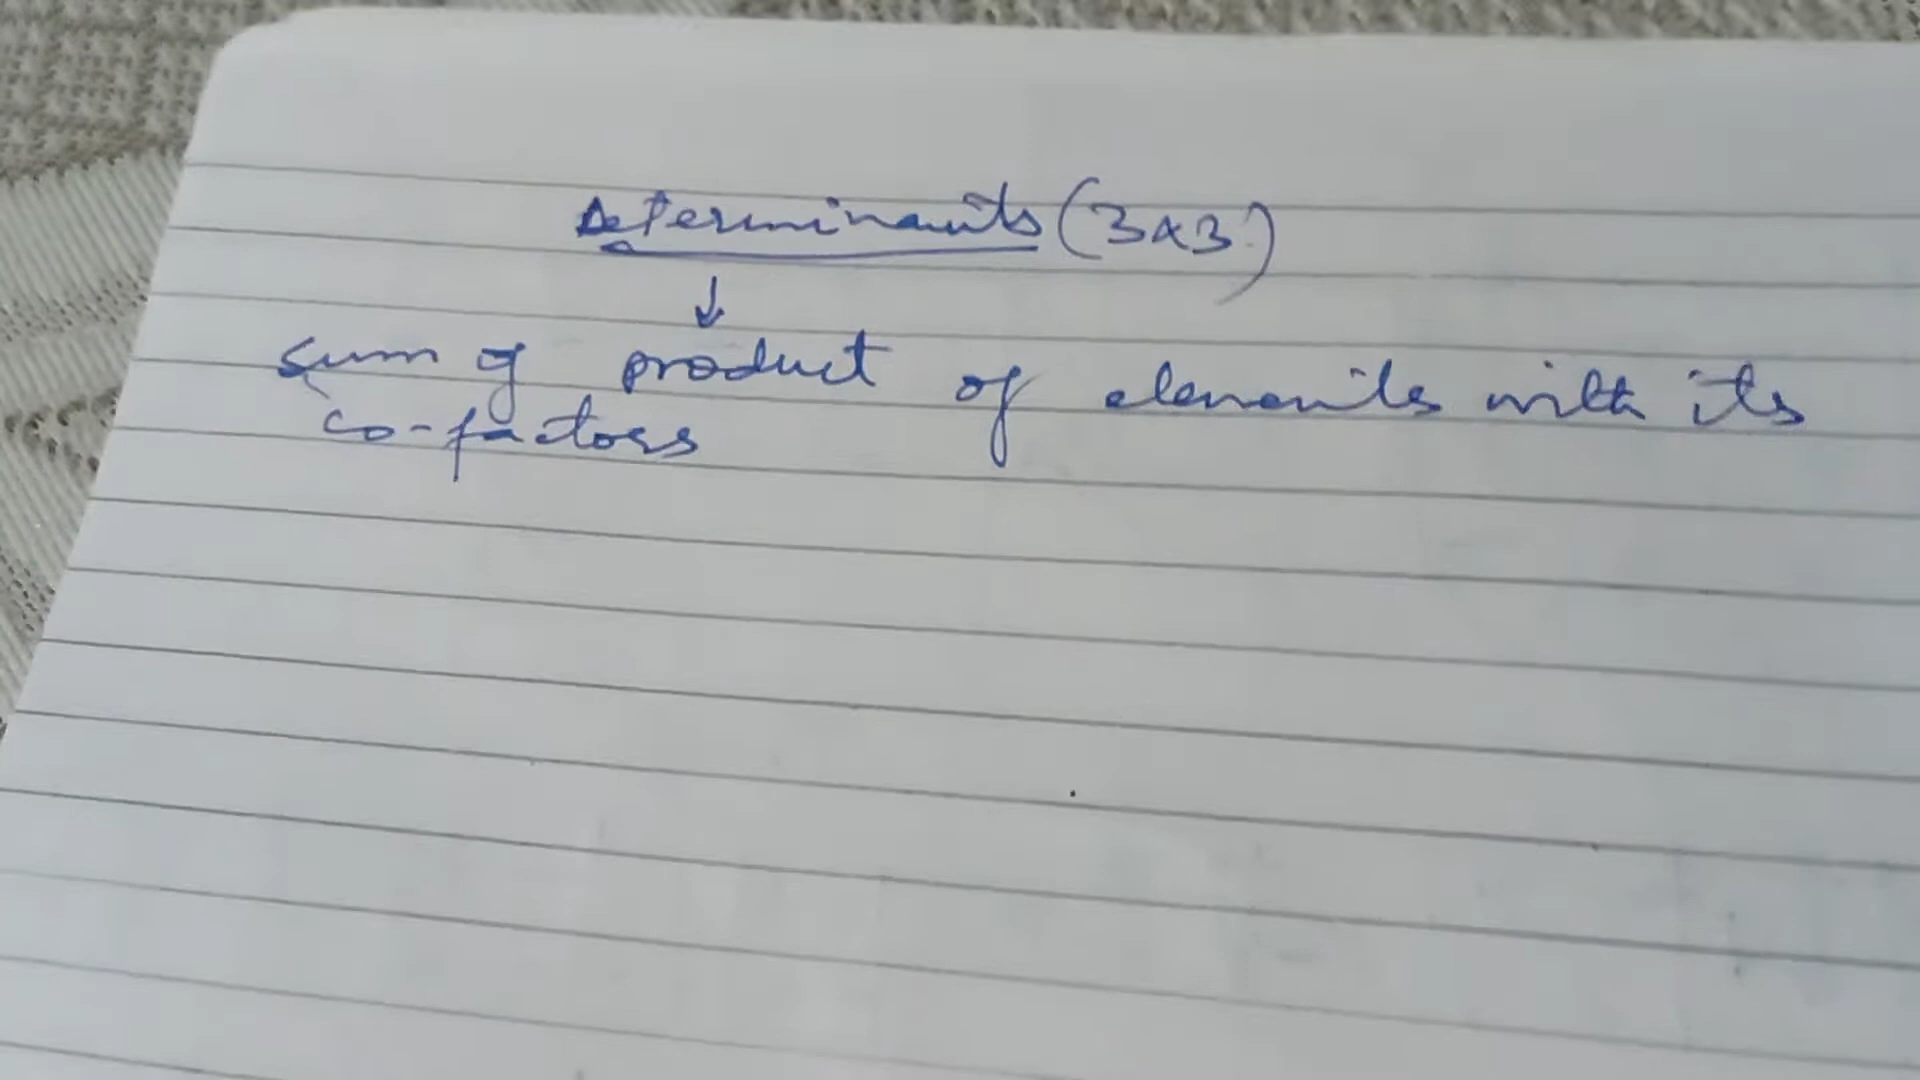 Determinants (3x3)
↓
sum of product of elements with its
co-factors